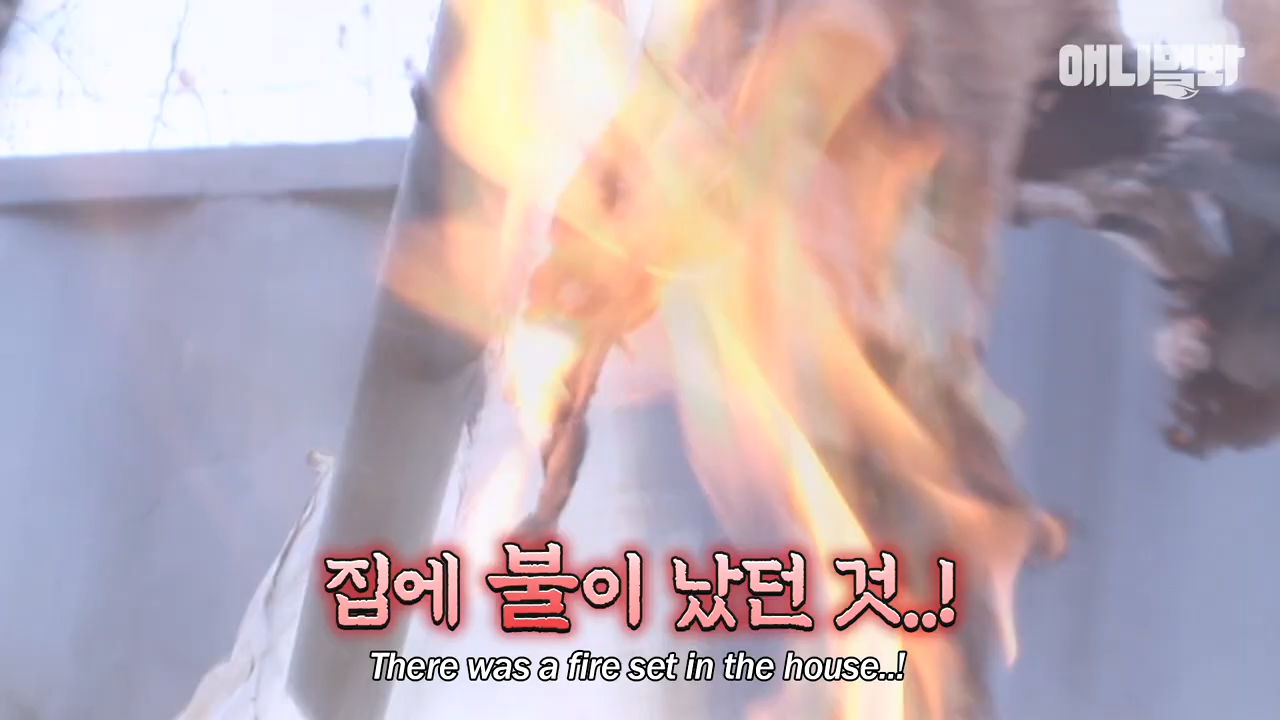 애니멀봐
집에 불이 났던 것..!
There was a fire set in the house..!